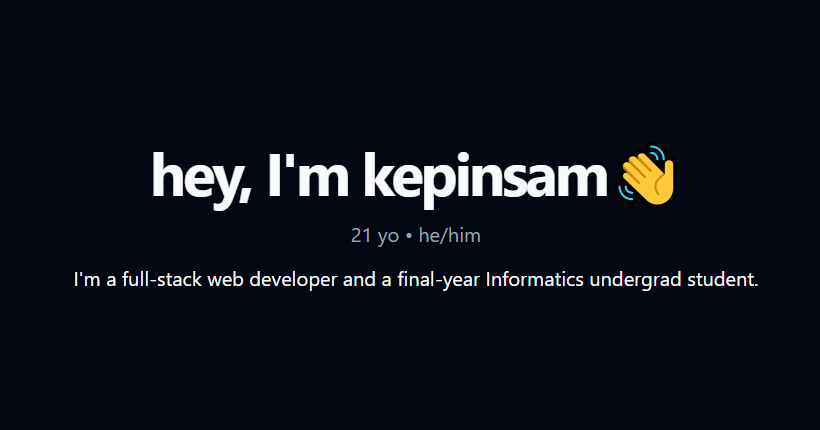 hey, I'm kepinsam 👋
21 yo • he/him
I'm a full-stack web developer and a final-year Informatics undergrad student.